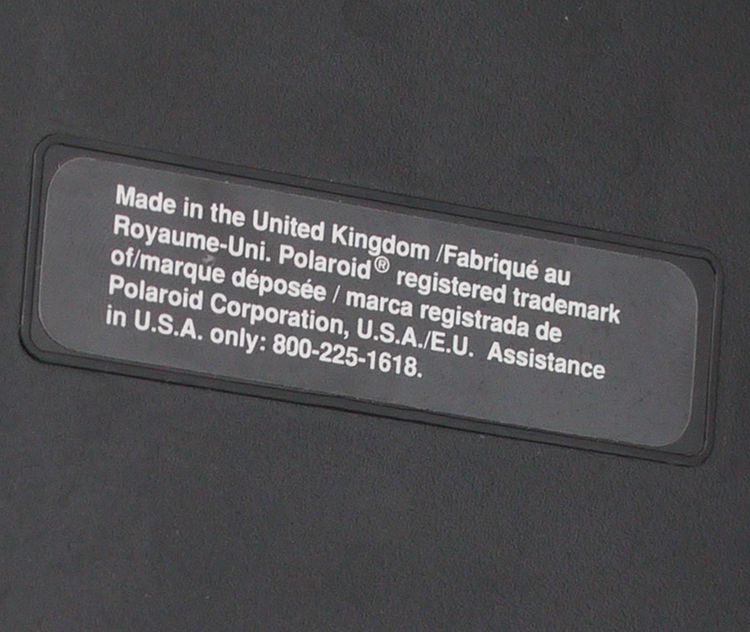 Made in the United Kingdom /Fabriqué au
Royaume-Uni. Polaroid® registered trademark
of/marque déposée / marca registrada de
Polaroid Corporation, U.S.A./E.U. Assistance
in U.S.A. only: 800-225-1618.